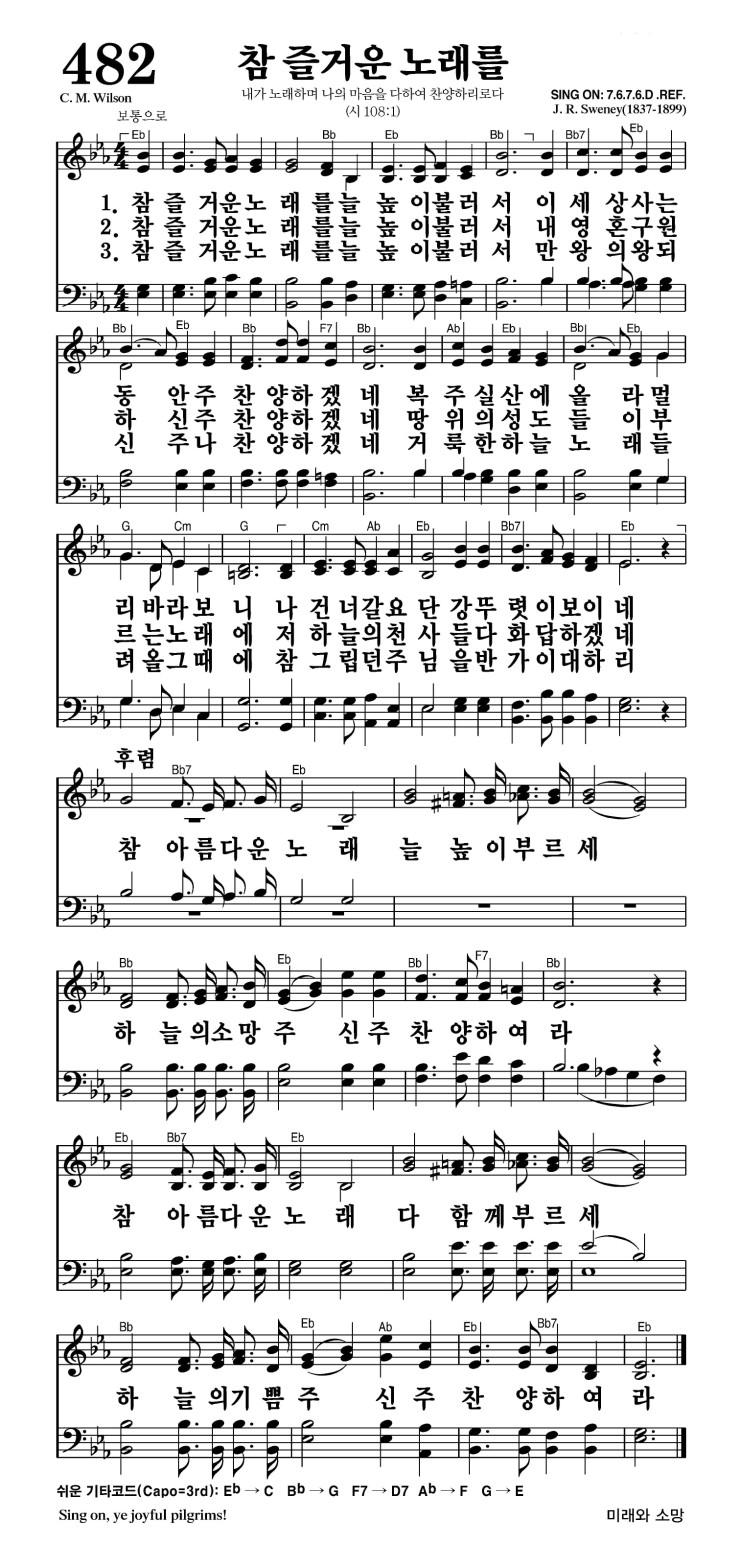 482
참 즐거운 노래를
C. M. Wilson
내가 노래하며 나의 마음을 다하여 찬양하리로다
(시 108:1)
SING ON: 7.6.7.6.D .REF.
J. R. Sweney(1837-1899)
보통으로
Eb Bb Eb Bb Bb7 Eb
1. 참 즐 거운노 래 를늘 높 이불러 서 이 세 상사는
2. 참 즐 거운노 래 를늘 높 이불러 서 내 영 혼구원
3. 참 즐 거운노 래 를늘 높 이불러 서 만 왕 의왕되
Bb Eb Bb F7 Bb Ab Eb Bb Eb
동 안주 찬 양하 겠 네 복 주 실산에 올 라멀
하 신주 찬 양하 겠 네 땅 위 의성도 들 이부
신 주나 찬 양하 겠 네 거 룩 한하늘 노 래들
G Cm G Cm Ab Eb Bb7 Eb
리 바라보 니 나 건 너갈요 단 강뚜 렷 이보이 네
르 는노래 에 저 하 늘의천 사 들다 화 답하겠 네
려 올그때 에 참 그 립던주 님 을반 가 이대하 리
후렴
Bb7 Eb
참 아름다운 노 래 늘 높 이부 르 세
Bb Eb Bb F7 Bb
하 늘 의소 망 주 신 주 찬 양하 여 라
Eb Bb7 Eb
참 아 름다 운 노 래 다 함 께 부 르 세
Bb Eb Ab Eb Bb7 Eb
하 늘 의기 쁨 주 신 주 찬 양하 여 라
쉬운 기타코드(Capo=3rd): Eb → C Bb → G F7 → D7 Ab → F G → E
Sing on, ye joyful pilgrims!
미래와 소망